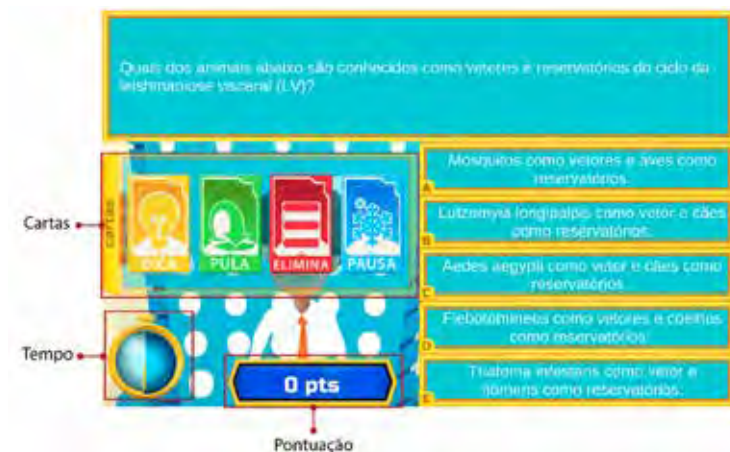 Quais dos animais abaixo são conhecidos como vetores e reservatórios do ciclo da
leishmaniose visceral (LV)?
Mosquitos como vetores e aves como
reservatórios.
A
Lutzomyia longipalpis como vetor e cães
como reservatórios.
B
Aedes aegypti como vetor e cães como
reservatórios.
C
Flebotomíneos como vetores e coelhos
como reservatórios.
D
Triatoma infestans como vetor e
homens como reservatórios.
E
Cartas
cartas
DICA
PULA
ELIMINA
PAUSA
Tempo
0 pts
Pontuação